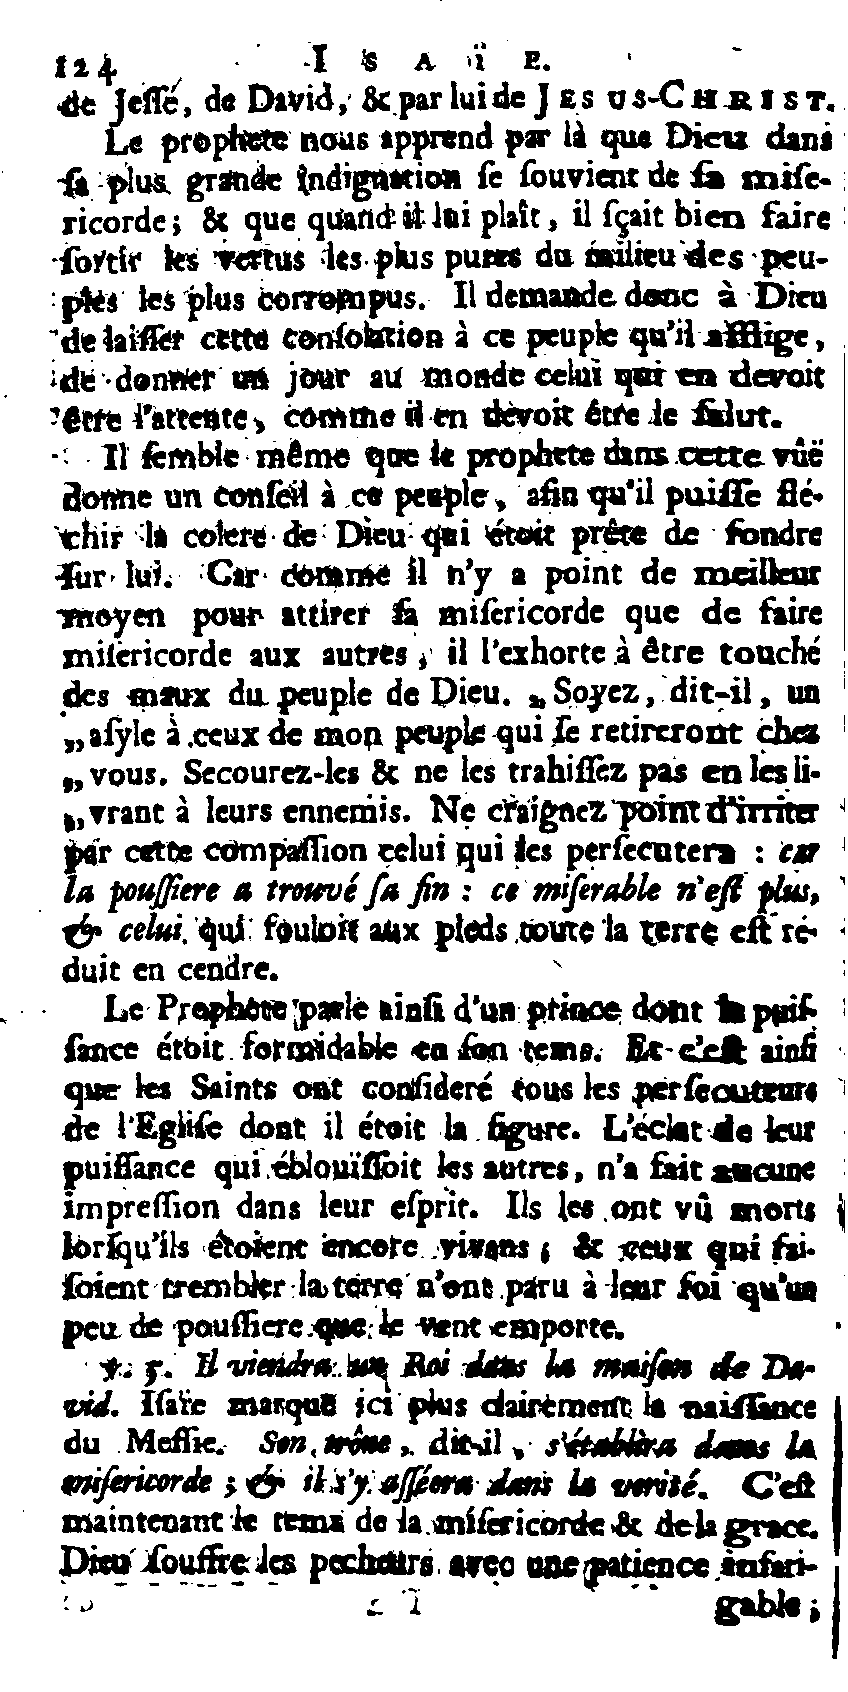 124 ISAÏE.
de Jeſſé, de David, & par lui de JESUS-CHRIST.
Le prophete nous apprend par là que Dieu dans
ſa plus grande indignation ſe ſouvient de ſa miſe-
ricorde; & que quand il lui plaît, il ſçait bien faire
ſortir les vertus les plus pures du milieu des peu-
ples les plus corrompus. Il demande donc à Dieu
de laiſſer cette conſolation à ce peuple qu'il afflige,
de donner un jour au monde celui qui en devoit
être l'attente, comme il en devoit être le ſalut.
Il ſemble même que le prophete dans cette vûë
donne un conſeil à ce peuple, afin qu'il puiſſe flé-
chir la colere de Dieu qui étoit prête de fondre
ſur lui. Car comme il n'y a point de meilleur
moyen pour attirer ſa miſericorde que de faire
miſericorde aux autres, il l'exhorte à être touché
des maux du peuple de Dieu. „Soyez, dit-il, un
„aſyle à ceux de mon peuple qui ſe retireront chez
„vous. Secourez-les & ne les trahiſſez pas en les li-
„vrant à leurs ennemis. Ne craignez point d'irriter
par cette compaſſion celui qui les perſecutera : car
la pouſſiere a trouvé ſa fin : ce miſerable n'eſt plus,
& celui qui fouloit aux pieds toute la terre eſt ré-
duit en cendre.
Le Prophete parle ainſi d'un prince dont la puiſ-
ſance étoit formidable en ſon tems. Et c'eſt ainſi
que les Saints ont conſideré tous les perſecuteurs
de l'Egliſe dont il étoit la figure. L'éclat de leur
puiſſance qui éblouïſſoit les autres, n'a fait aucune
impreſſion dans leur eſprit. Ils les ont vû morts
lorſqu'ils étoient encore vivans; & ceux qui fai-
ſoient trembler la terre n'ont paru à leur foi qu'un
peu de pouſſiere que le vent emporte.
℣. 5. Il viendra un Roi dans la maiſon de Da-
vid. Iſaïe marque ici plus clairement la naiſſance
du Meſſie. Son trône, dit-il, s'établira dans la
miſericorde; & il s'y aſſéera dans la verité. C'eſt
maintenant le tems de la miſericorde & de la grace.
Dieu ſouffre les pecheurs avec une patience infati-
gable;